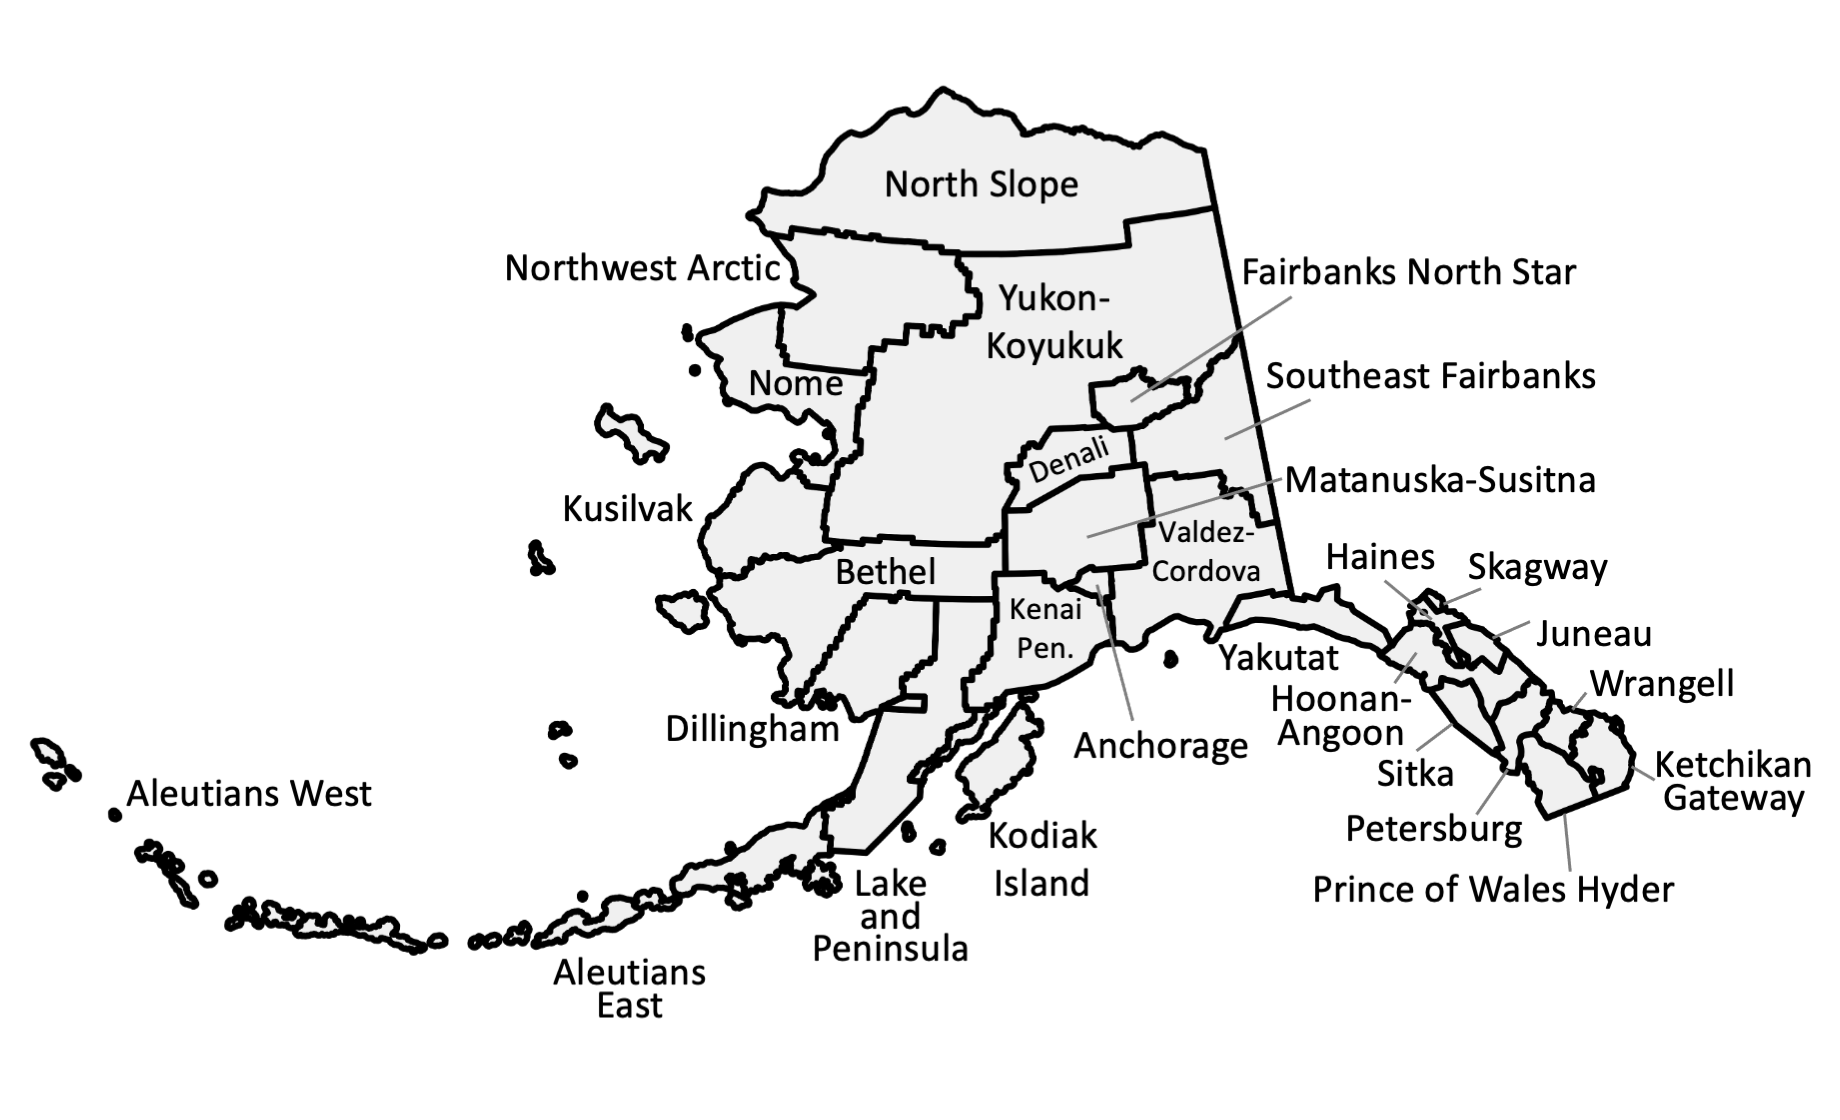 North Slope
Northwest Arctic
Yukon-
Koyukuk
Fairbanks North Star
Southeast Fairbanks
Nome
Denali
Matanuska-Susitna
Kusilvak
Valdez-
Cordova
Bethel
Haines
Skagway
Kenai
Pen.
Juneau
Yakutat
Wrangell
Hoonan-
Angoon
Dillingham
Anchorage
Sitka
Ketchikan
Gateway
Aleutians West
Petersburg
Kodiak
Island
Lake
and
Peninsula
Prince of Wales Hyder
Aleutians
East